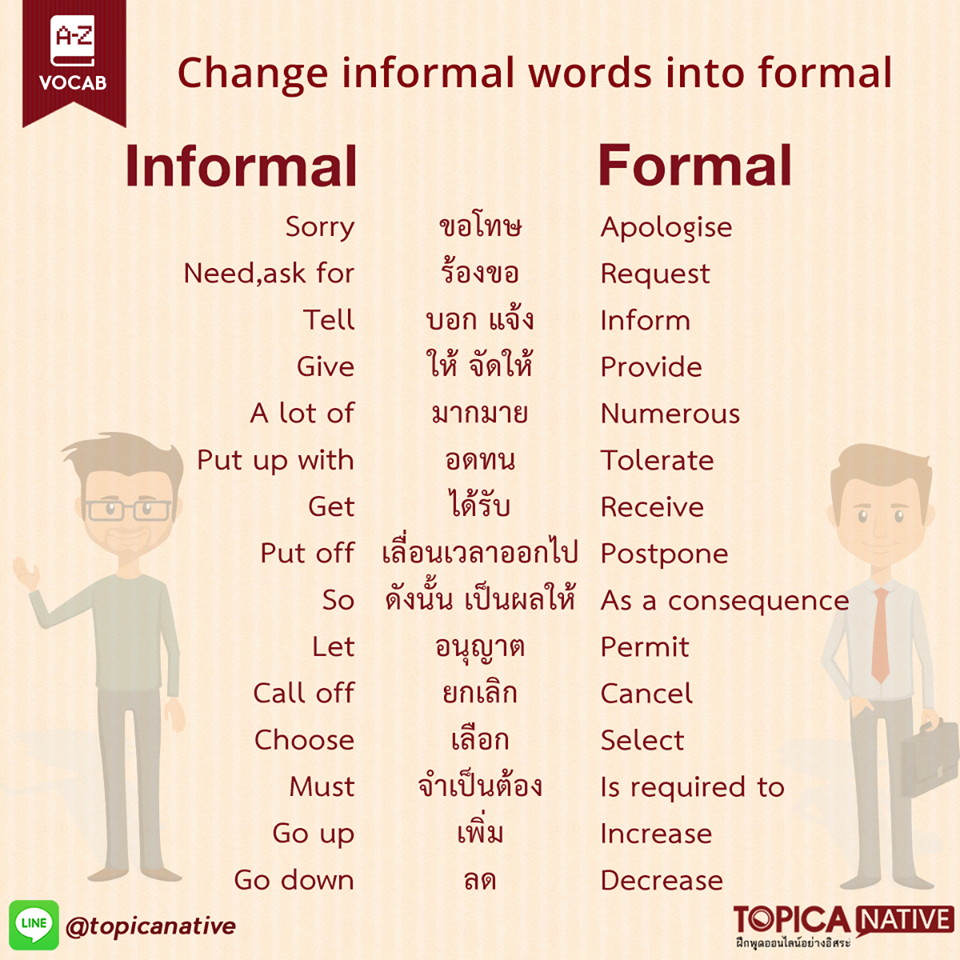 A-Z
VOCAB
Change informal words into formal
Informal Formal
Sorry ขอโทษ Apologise
Need,ask for ร้องขอ Request
Tell บอก แจ้ง Inform
Give ให้ จัดให้ Provide
A lot of มากมาย Numerous
Put up with อดทน Tolerate
Get ได้รับ Receive
Put off เลื่อนเวลาออกไป Postpone
So ดังนั้น เป็นผลให้ As a consequence
Let อนุญาต Permit
Call off ยกเลิก Cancel
Choose เลือก Select
Must จำเป็นต้อง Is required to
Go up เพิ่ม Increase
Go down ลด Decrease
LINE @topicanative
TOPICA NATIVE
ฝึกพูดออนไลน์อย่างอิสระ